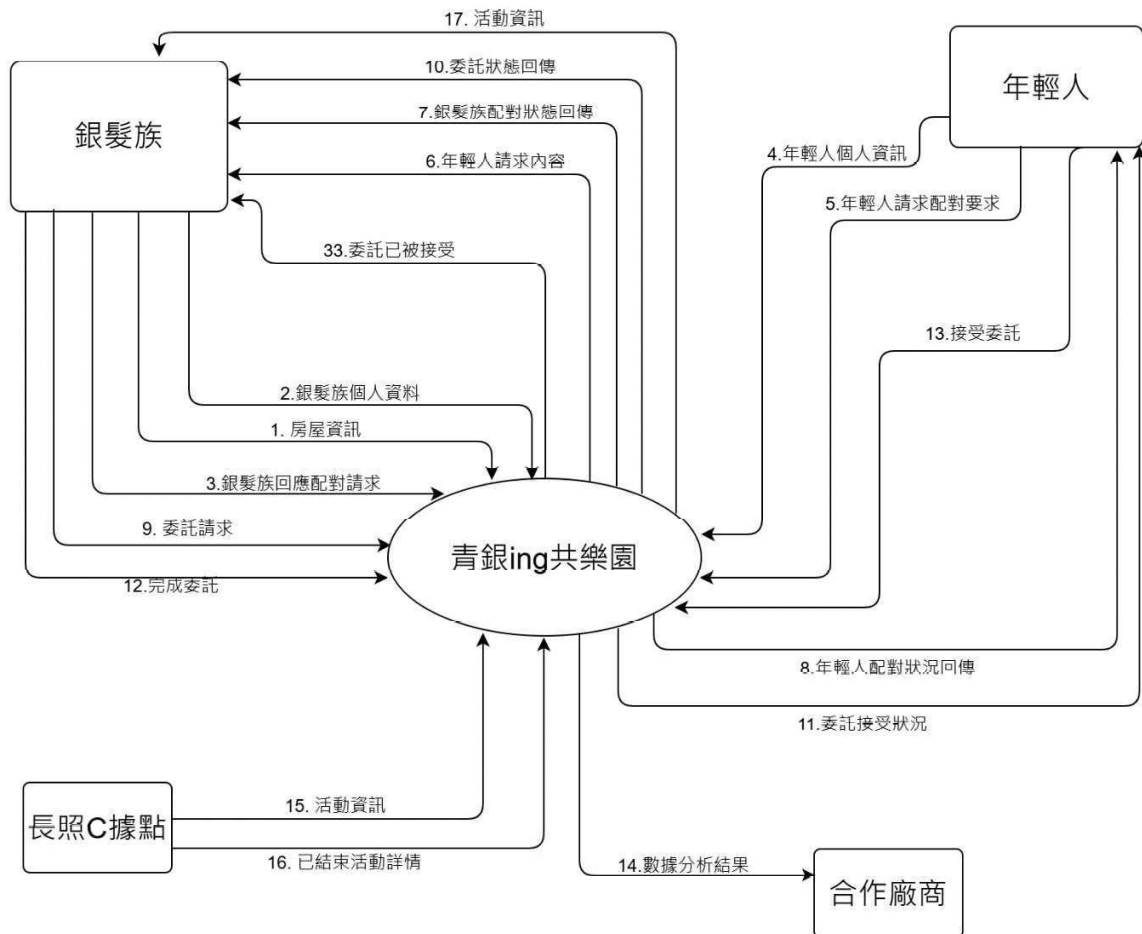 17. 活動資訊
10.委託狀態回傳
年輕人
銀髮族
7.銀髮族配對狀態回傳
6.年輕人請求內容
4.年輕人個人資訊
5.年輕人請求配對要求
33.委託已被接受
13.接受委託
2.銀髮族個人資料
1. 房屋資訊
3.銀髮族回應配對請求
9. 委託請求
青銀ing共樂園
12.完成委託
8.年輕人配對狀況回傳
11.委託接受狀況
15. 活動資訊
長照C據點
16. 已結束活動詳情
14.數據分析結果
合作廠商